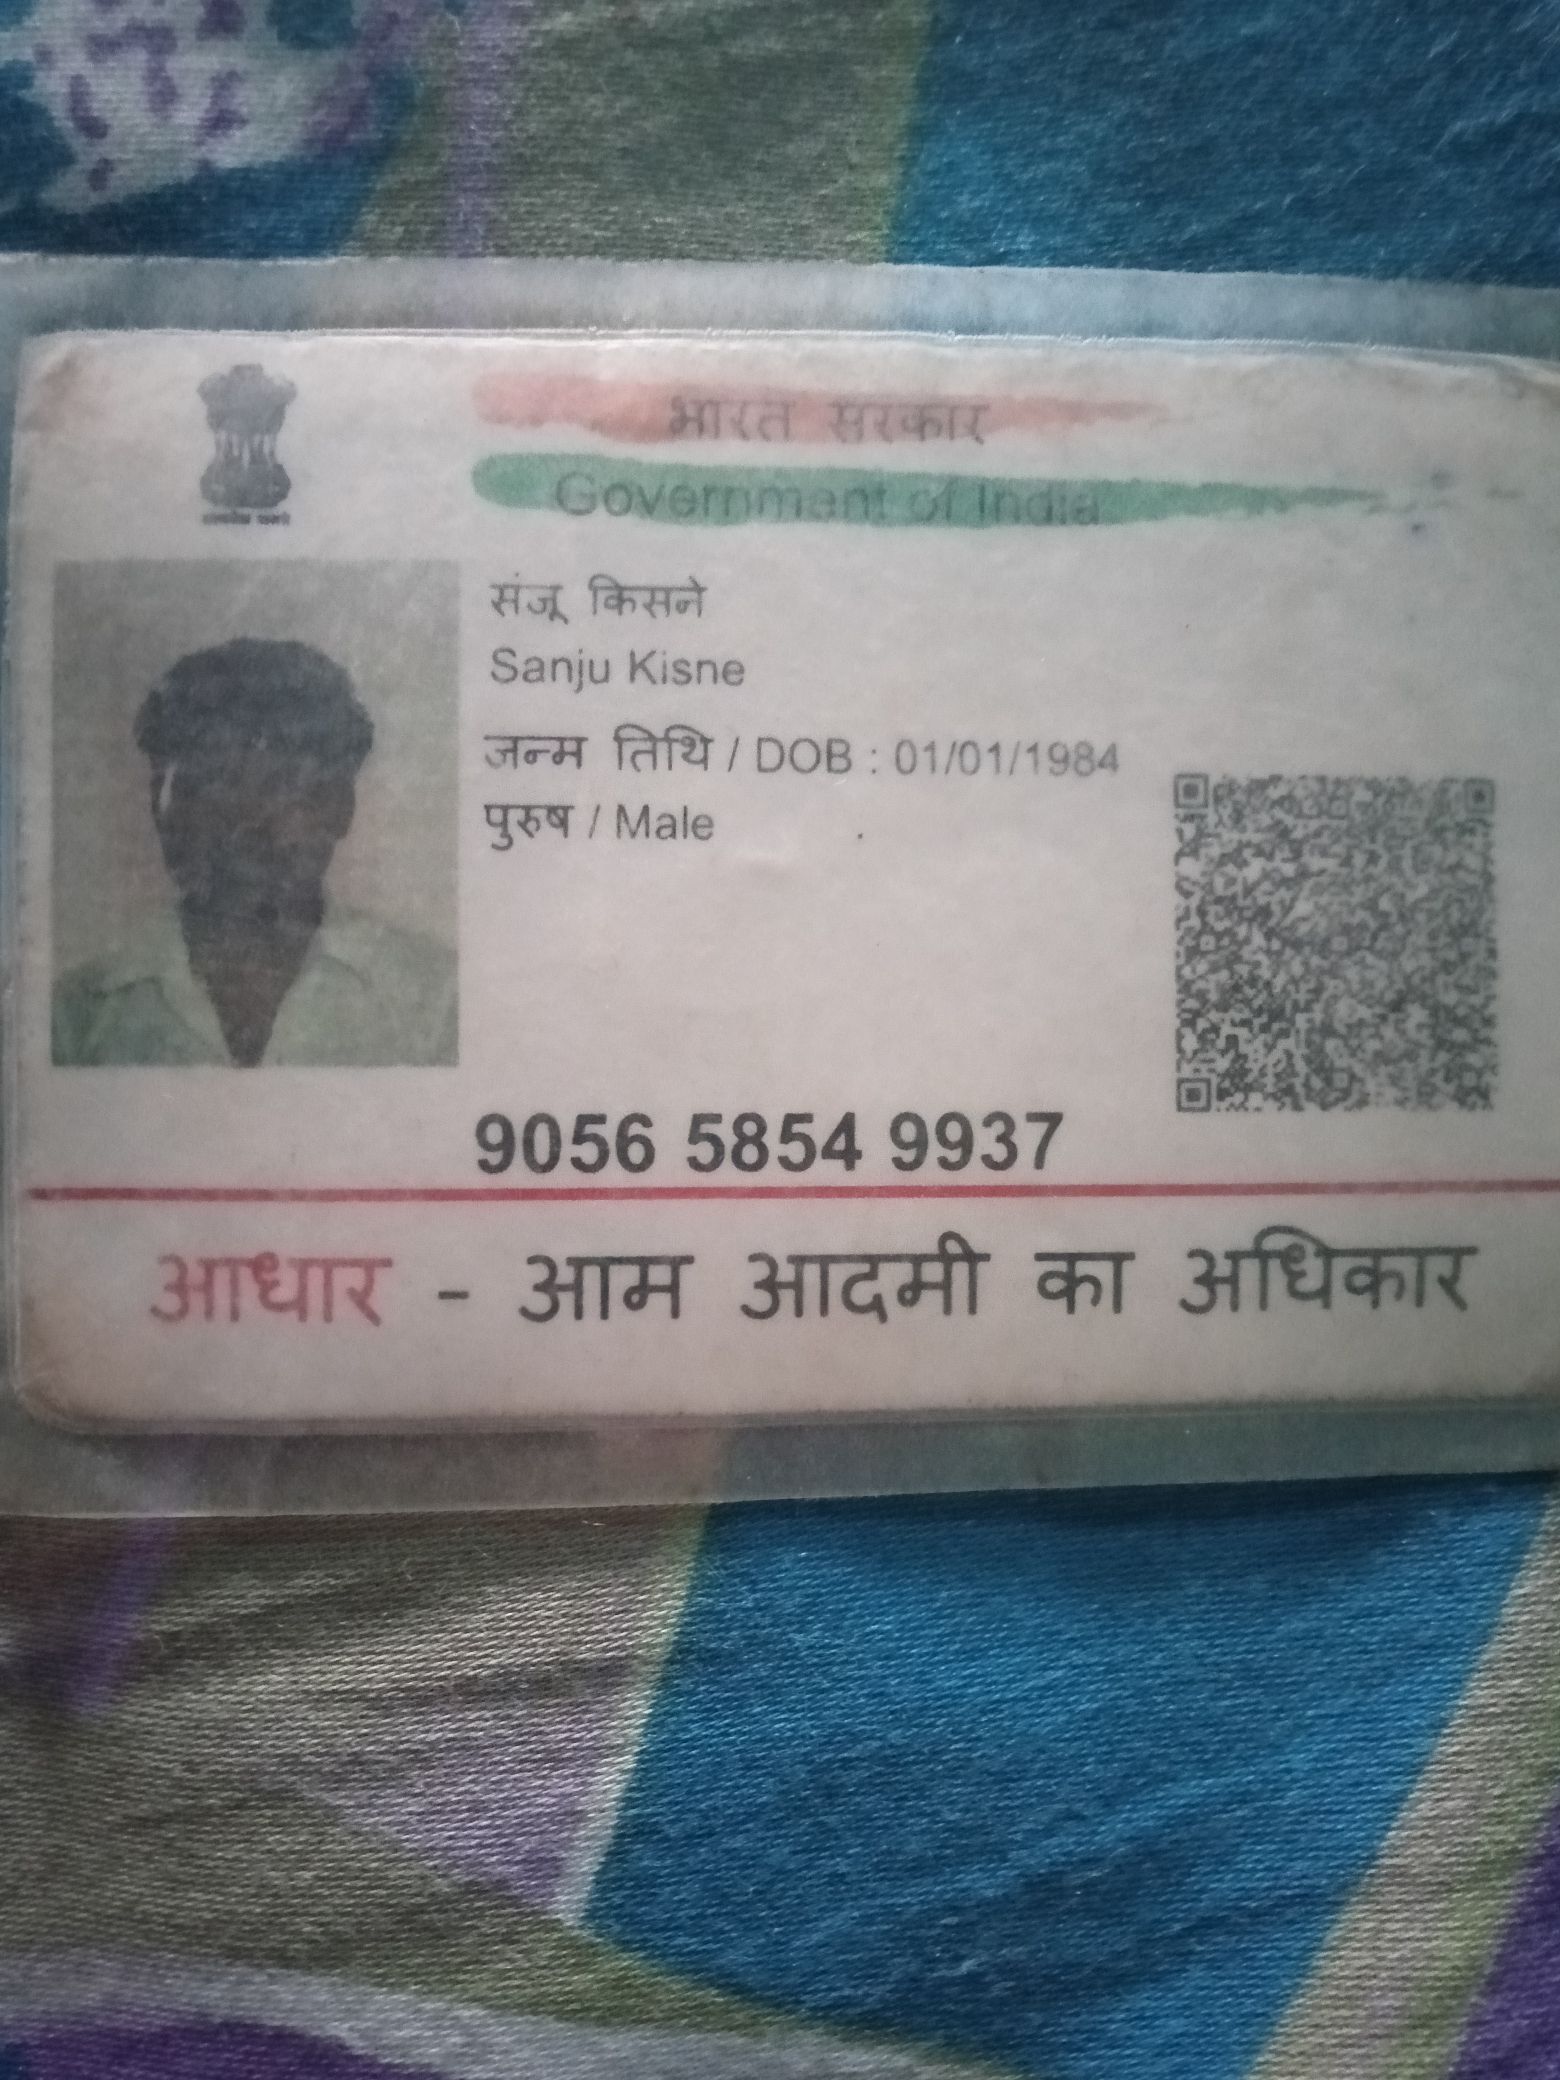 भारत सरकार
Government of India
संजू किसने
Sanju Kisne
जन्म तिथि / DOB : 01/01/1984
पुरुष / Male
9056 5854 9937
आधार - आम आदमी का अधिकार